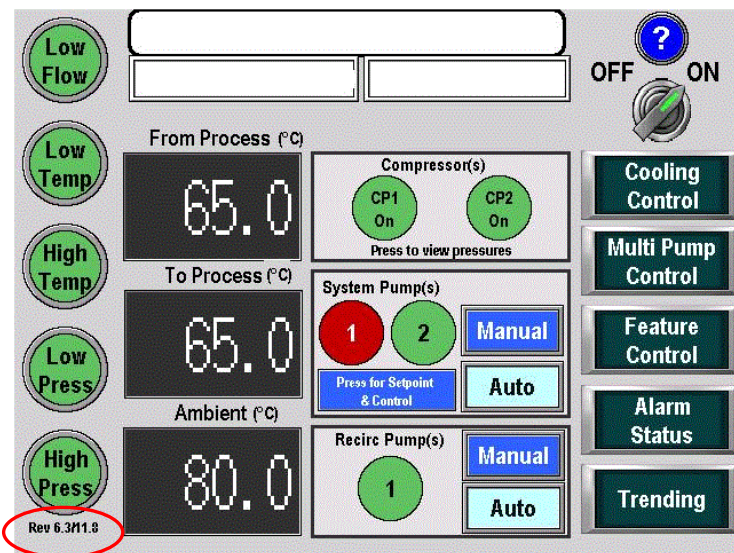 Low
Flow
?
OFF ON
Low
Temp
From Process (°C)
65.0
Compressor(s)
CP1
On
CP2
On
Press to view pressures
Cooling
Control
High
Temp
To Process (°C)
65.0
System Pump(s)
1
2
Manual
Press for Setpoint
& Control
Auto
Multi Pump
Control
Feature
Control
Low
Press
Ambient (°C)
80.0
Recirc Pump(s)
1
Manual
Auto
Alarm
Status
High
Press
Trending
Rev 6.3/11.8